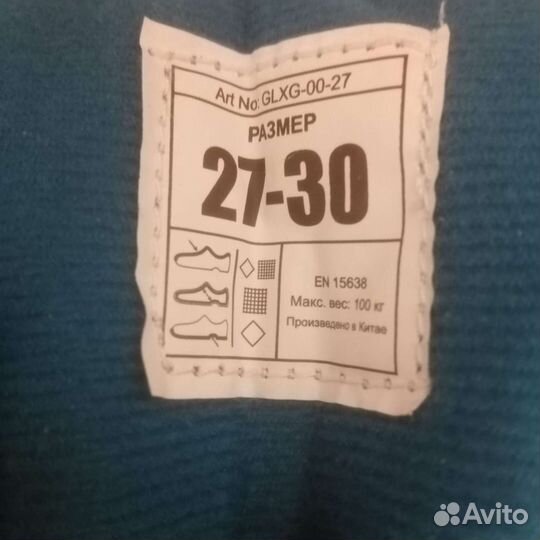 Art No: GLXG-00-27
РАЗМЕР
27-30
EN 15638
Макс. вес: 100 кг
Произведено в Китае
Avito